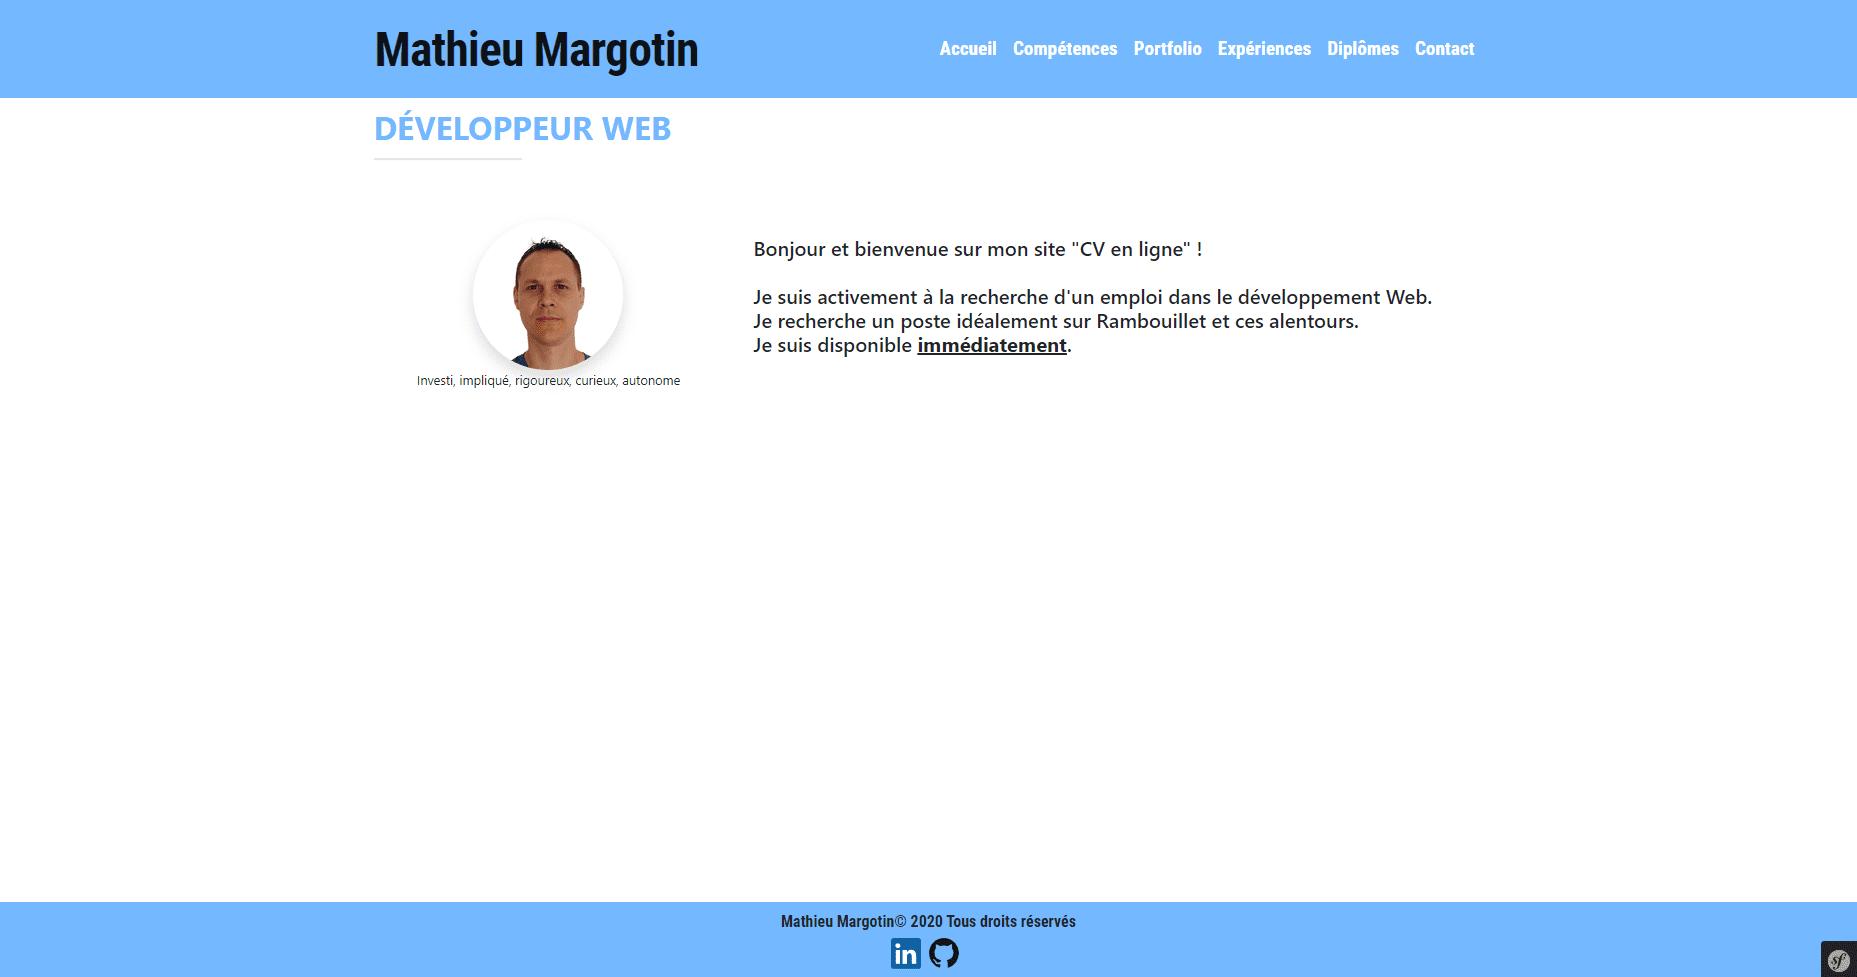 Mathieu Margotin
Accueil Compétences Portfolio Expériences Diplômes Contact
DÉVELOPPEUR WEB
Bonjour et bienvenue sur mon site "CV en ligne" !
Je suis activement à la recherche d'un emploi dans le développement Web.
Je recherche un poste idéalement sur Rambouillet et ces alentours.
Je suis disponible immédiatement.
Investi, impliqué, rigoureux, curieux, autonome
Mathieu Margotin© 2020 Tous droits réservés
in
sf